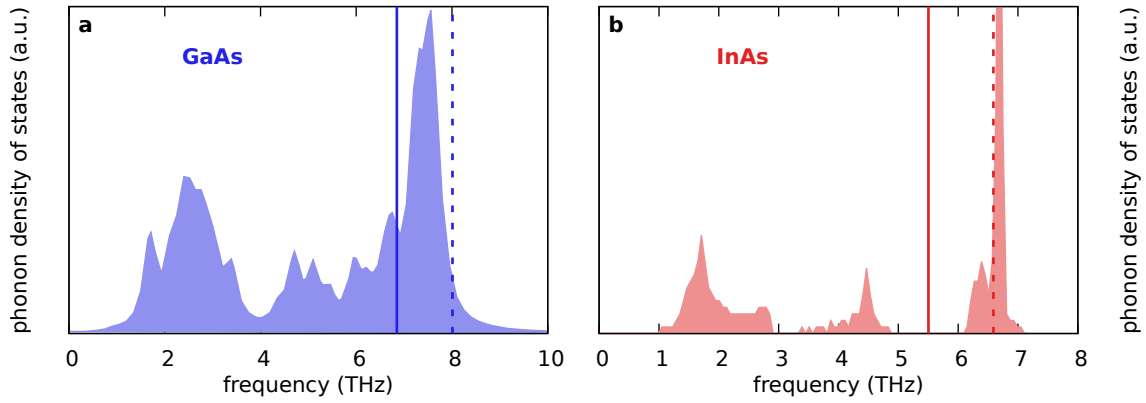 a
GaAs
phonon density of states (a.u.)
0 2 4 6 8 10
frequency (THz)
b
InAs
0 1 2 3 4 5 6 7 8
frequency (THz)
phonon density of states (a.u.)